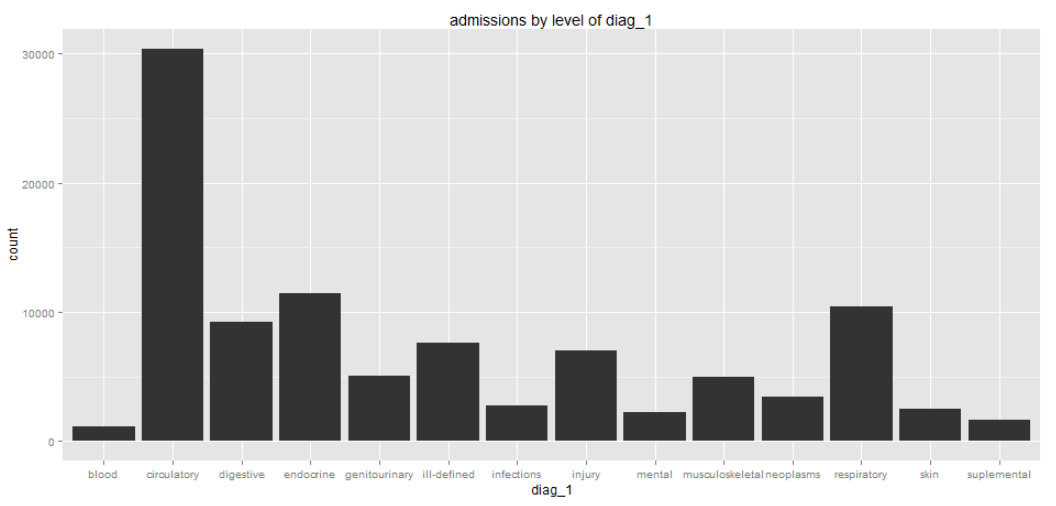 admissions by level of diag_1
30000
20000
10000
0
count
blood circulatory digestive endocrine genitourinary ill-defined infections injury mental musculoskeletal neoplasms respiratory skin suplemental
diag_1